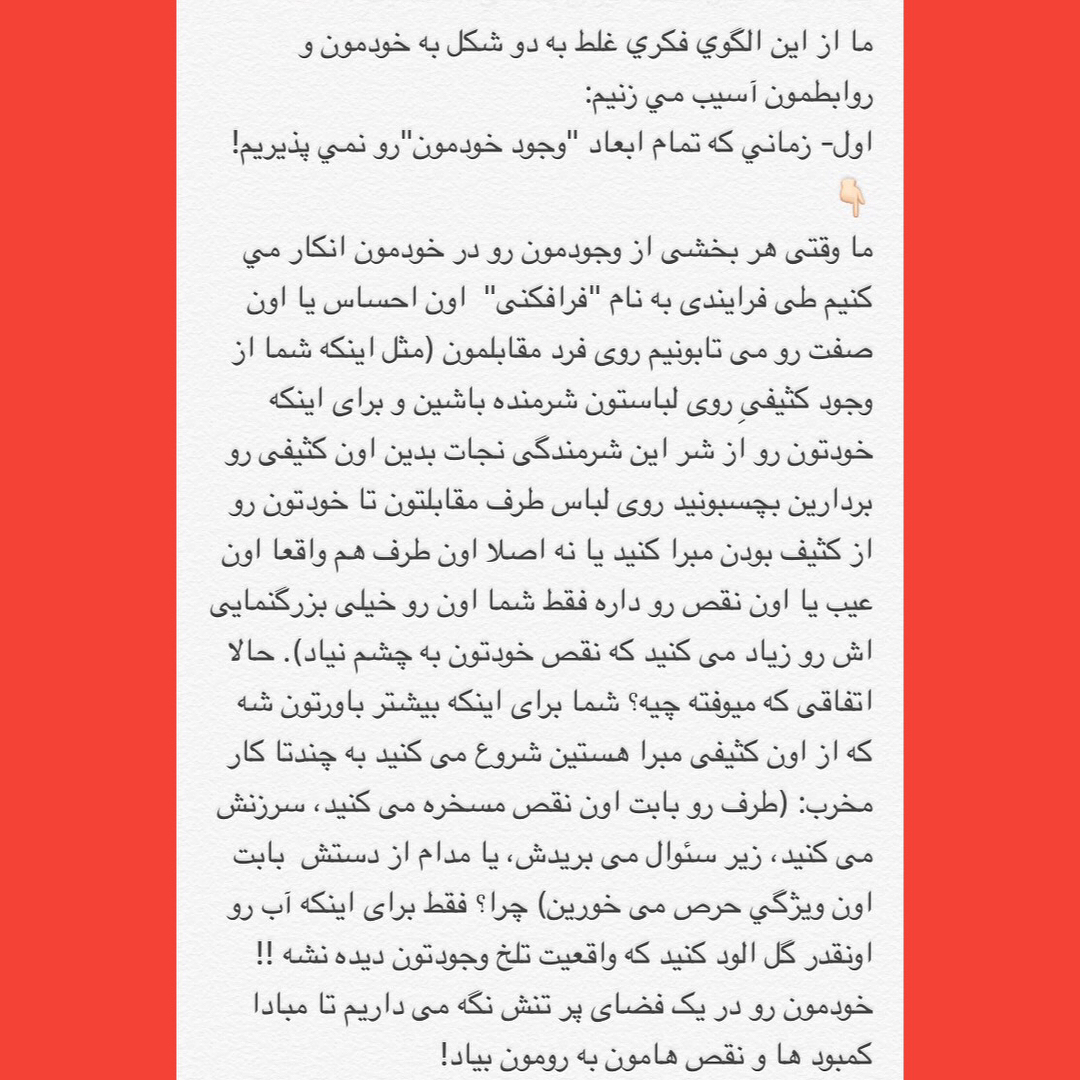 ما از این الگوي فكري غلط به دو شكل به خودمون و
روابطمون آسیب مي زنیم:
اول- زماني كه تمام ابعاد "وجود خودمون"رو نمي پذیریم!
👇🏻
ما وقتی هر بخشی از وجودمون رو در خودمون انکار مي
کنیم طی فرایندی به نام "فرافکنی"  اون احساس یا اون
صفت رو می تابونیم روی فرد مقابلمون (مثل اینکه شما از
وجود کثیفیِ روی لباستون شرمنده باشین و برای اینکه
خودتون رو از شر این شرمندگی نجات بدین اون کثیفی رو
بردارین بچسبونید روی لباس طرف مقابلتون تا خودتون رو
از کثیف بودن مبرا کنید یا نه اصلا اون طرف هم واقعا اون
عیب یا اون نقص رو داره فقط شما اون رو خیلی بزرگنمایی
اش رو زیاد می کنید که نقص خودتون به چشم نیاد). حالا
اتفاقی که میوفته چیه؟ شما برای اینکه بیشتر باورتون شه
که از اون کثیفی مبرا هستین شروع می کنید به چندتا کار
مخرب: (طرف رو بابت اون نقص مسخره می کنید، سرزنش
می کنید، زیر سئوال می بریدش، یا مدام از دستش  بابت
اون ویژگي حرص می خورین) چرا؟ فقط برای اینکه آب رو
اونقدر گل الود کنید که واقعیت تلخ وجودتون دیده نشه !!
خودمون رو در یک فضای پر تنش نگه می داریم تا مبادا
کمبود ها و نقص هامون به رومون بیاد!